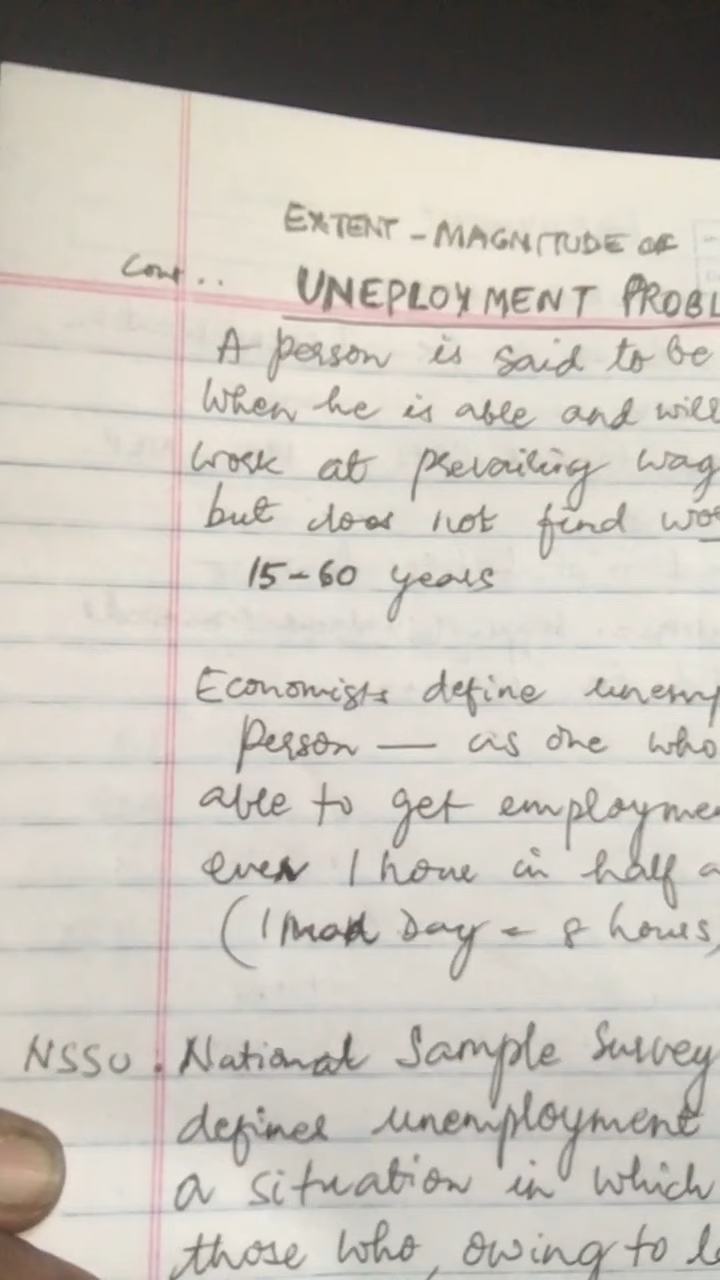 EXTENT - MAGNITUDE OF
Cont..
UNEPLOYMENT PROBL
A person is said to be
when he is able and will
work at prevailing wag
but does not find wo
15-60 years
Economists define unemp
person — as one who
able to get employme
even 1 hour in half a
(1 man Day = 8 hours,
NSSO : National Sample Survey
defines unemployment
a situation in which
those who, owing to l